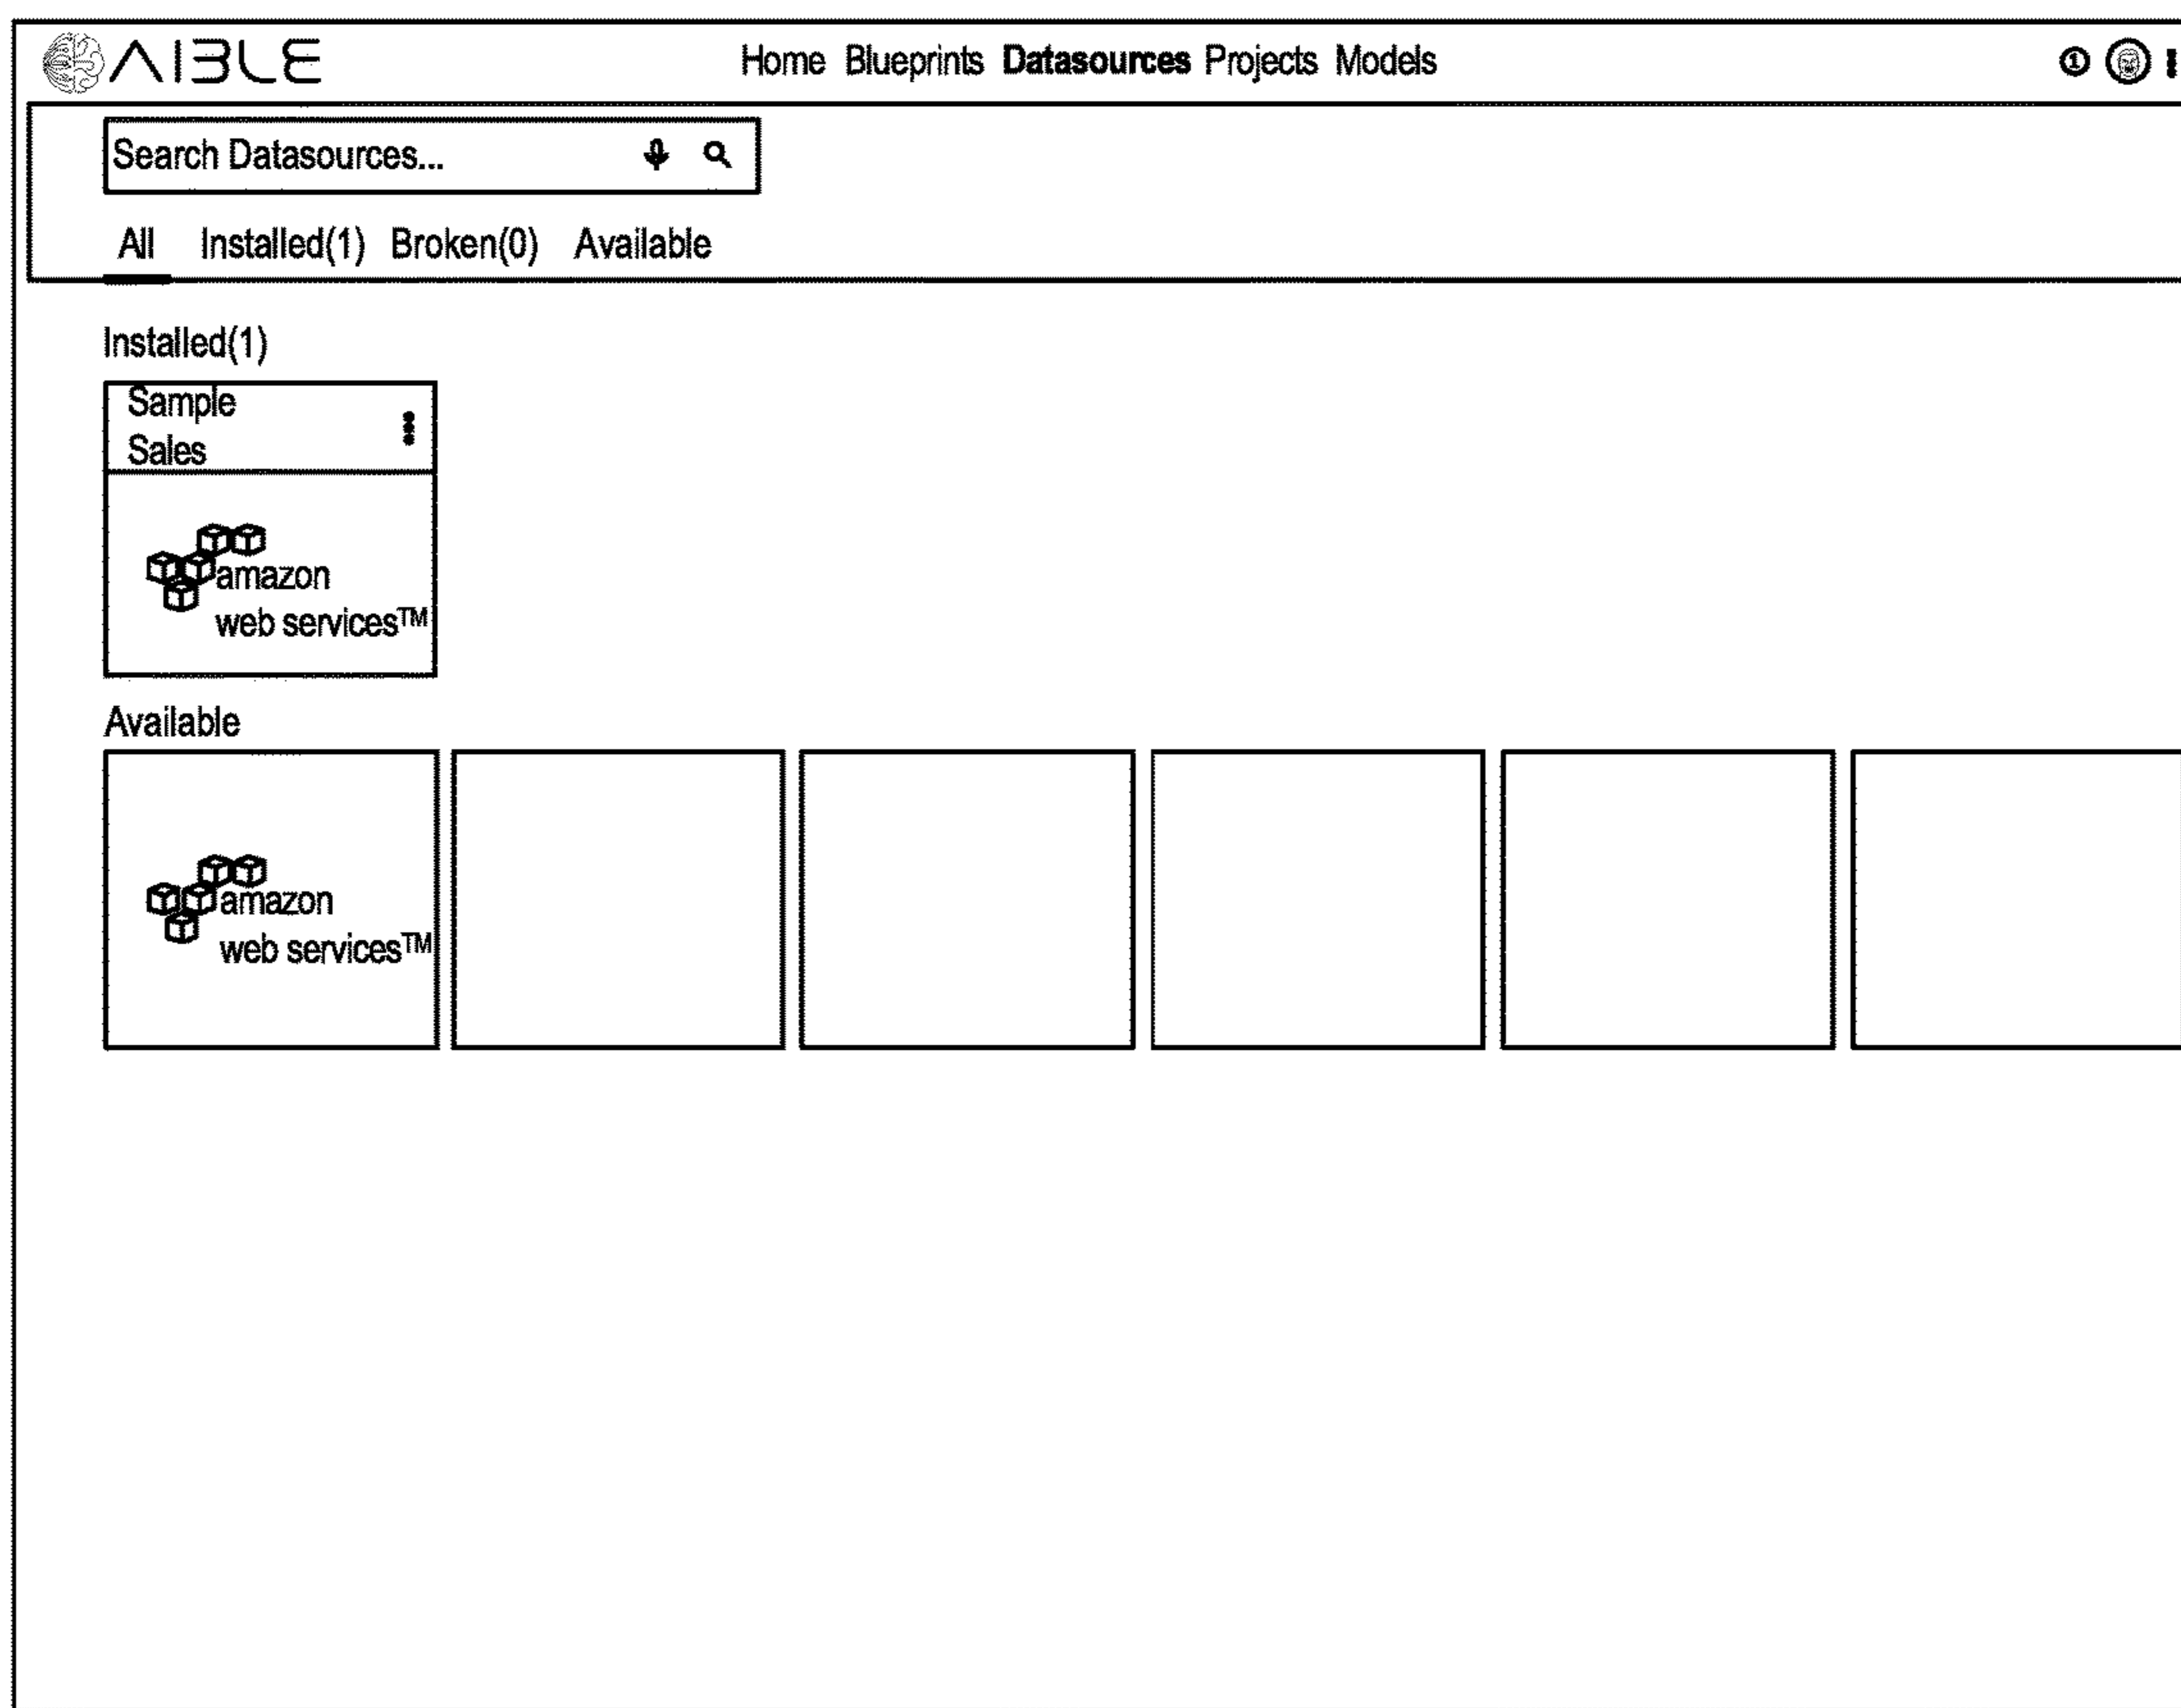 AIBLE
Home Blueprints Datasources Projects Models
1
Search Datasources...
All Installed(1) Broken(0) Available
Installed(1)
Sample
Sales
amazon
web services™
Available
amazon
web services™